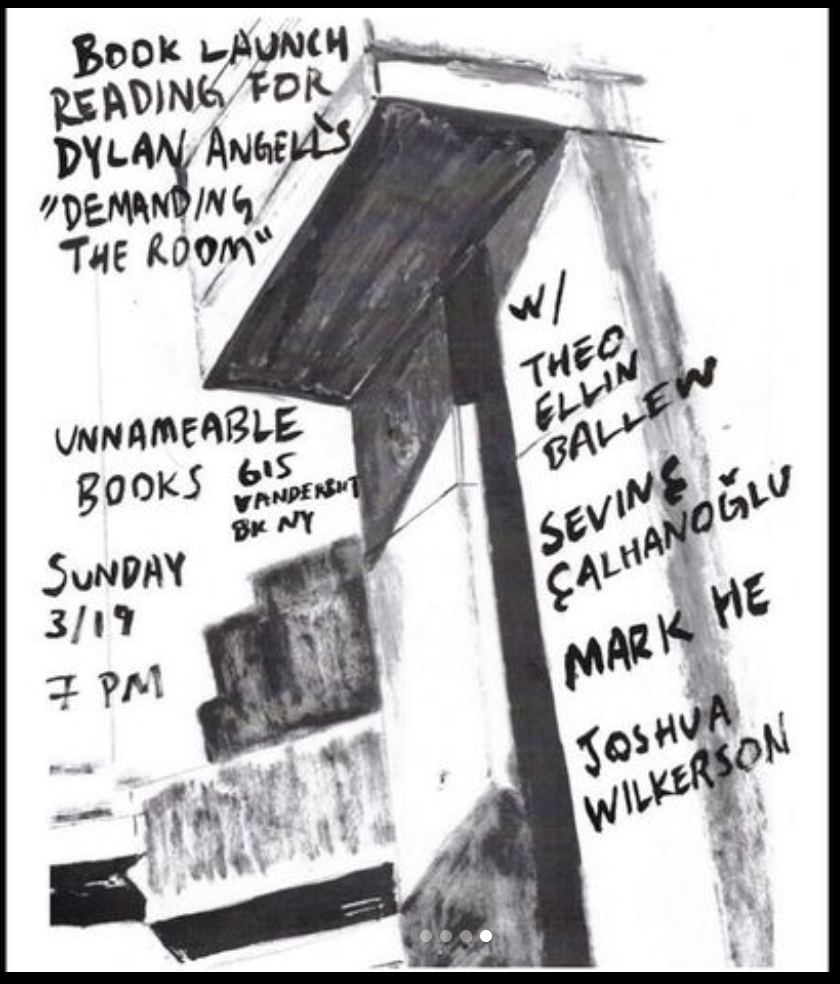 BOOK LAUNCH
READING FOR
DYLAN ANGELL'S
"DEMANDING
THE ROOM"
UNNAMEABLE
BOOKS
615
VANDERBILT
BK NY
SUNDAY
3/19
7 PM
W/
THEO
ELLIN
BALLEW
SEVINÇ
ÇALHANOĞLU
MARK HE
JOSHUA
WILKERSON